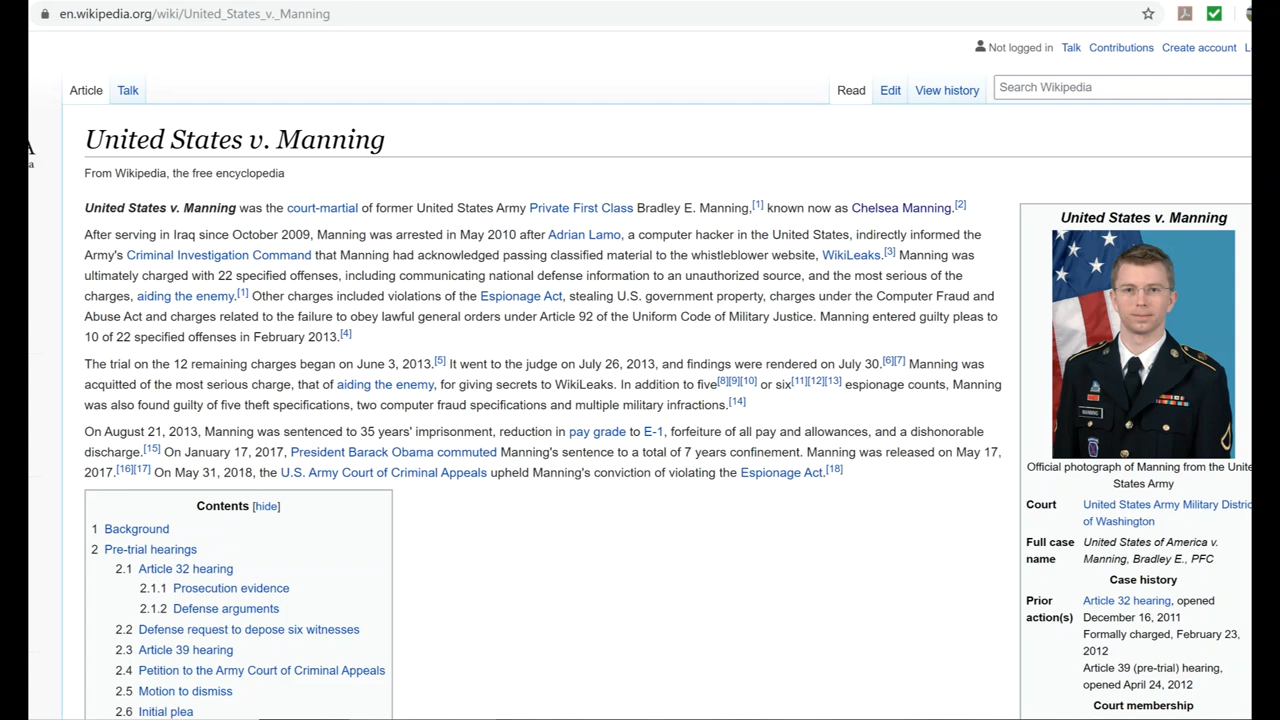 en.wikipedia.org/wiki/United_States_v._Manning
Not logged in Talk Contributions Create account
Article Talk Read Edit View history Search Wikipedia
United States v. Manning
From Wikipedia, the free encyclopedia
United States v. Manning was the court-martial of former United States Army Private First Class Bradley E. Manning,[1] known now as Chelsea Manning.[2]
After serving in Iraq since October 2009, Manning was arrested in May 2010 after Adrian Lamo, a computer hacker in the United States, indirectly informed the
Army's Criminal Investigation Command that Manning had acknowledged passing classified material to the whistleblower website, WikiLeaks.[3] Manning was
ultimately charged with 22 specified offenses, including communicating national defense information to an unauthorized source, and the most serious of the
charges, aiding the enemy.[1] Other charges included violations of the Espionage Act, stealing U.S. government property, charges under the Computer Fraud and
Abuse Act and charges related to the failure to obey lawful general orders under Article 92 of the Uniform Code of Military Justice. Manning entered guilty pleas to
10 of 22 specified offenses in February 2013.[4]
The trial on the 12 remaining charges began on June 3, 2013.[5] It went to the judge on July 26, 2013, and findings were rendered on July 30.[6][7] Manning was
acquitted of the most serious charge, that of aiding the enemy, for giving secrets to WikiLeaks. In addition to five[8][9][10] or six[11][12][13] espionage counts, Manning
was also found guilty of five theft specifications, two computer fraud specifications and multiple military infractions.[14]
On August 21, 2013, Manning was sentenced to 35 years' imprisonment, reduction in pay grade to E-1, forfeiture of all pay and allowances, and a dishonorable
discharge.[15] On January 17, 2017, President Barack Obama commuted Manning's sentence to a total of 7 years confinement. Manning was released on May 17,
2017.[16][17] On May 31, 2018, the U.S. Army Court of Criminal Appeals upheld Manning's conviction of violating the Espionage Act.[18]
Contents [hide]
1 Background
2 Pre-trial hearings
2.1 Article 32 hearing
2.1.1 Prosecution evidence
2.1.2 Defense arguments
2.2 Defense request to depose six witnesses
2.3 Article 39 hearing
2.4 Petition to the Army Court of Criminal Appeals
2.5 Motion to dismiss
2.6 Initial plea
United States v. Manning
MANNING
Official photograph of Manning from the Unite
States Army
Court United States Army Military Distric
of Washington
Full case United States of America v.
name Manning, Bradley E., PFC
Case history
Prior Article 32 hearing, opened
action(s) December 16, 2011
Formally charged, February 23,
2012
Article 39 (pre-trial) hearing,
opened April 24, 2012
Court membership